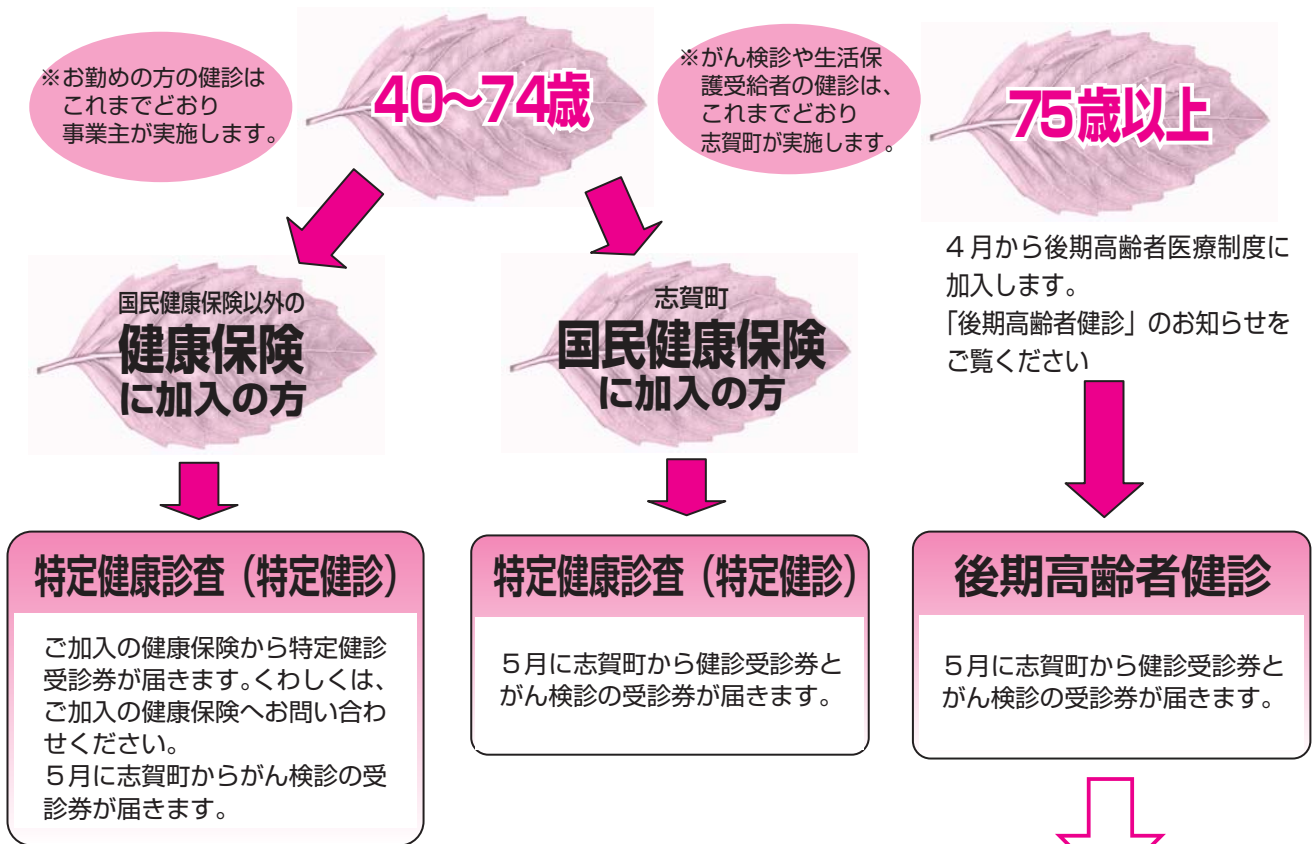 ※お勤めの方の健診は
これまでどおり
事業主が実施します。
40〜74歳
※がん検診や生活保
護受給者の健診は、
これまでどおり
志賀町が実施します。
75歳以上
4月から後期高齢者医療制度に
加入します。
「後期高齢者健診」のお知らせを
ご覧ください
国民健康保険以外の
健康保険
に加入の方
志賀町
国民健康保険
に加入の方
特定健康診査（特定健診）
ご加入の健康保険から特定健診
受診券が届きます。くわしくは、
ご加入の健康保険へお問い合わ
せください。
5月に志賀町からがん検診の受
診券が届きます。
特定健康診査（特定健診）
5月に志賀町から健診受診券と
がん検診の受診券が届きます。
後期高齢者健診
5月に志賀町から健診受診券と
がん検診の受診券が届きます。